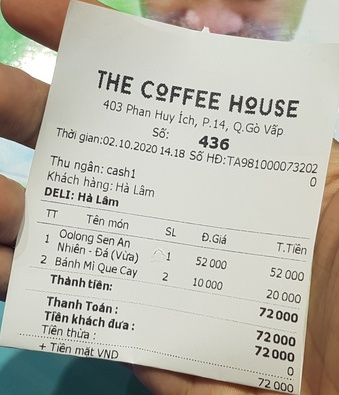 THE COFFEE HOUSE
403 Phan Huy Ích, P.14, Q.Gò Vấp
Số: 436
Thời gian:02.10.2020 14.18 Số HĐ:TA981000073202
0
Thu ngân: cash1
Khách hàng: Hà Lâm
DELI: Hà Lâm
TT Tên món SL Đ.Giá T.Tiền
1 Oolong Sen An
Nhiên - Đá (Vừa) 1 52 000 52 000
2 Bánh Mì Que Cay 2 10 000 20 000
Thành tiền: 72 000
Thanh Toán : 72 000
Tiền khách đưa : 72 000
Tiền thừa : 0
+ Tiền mặt VND 72 000